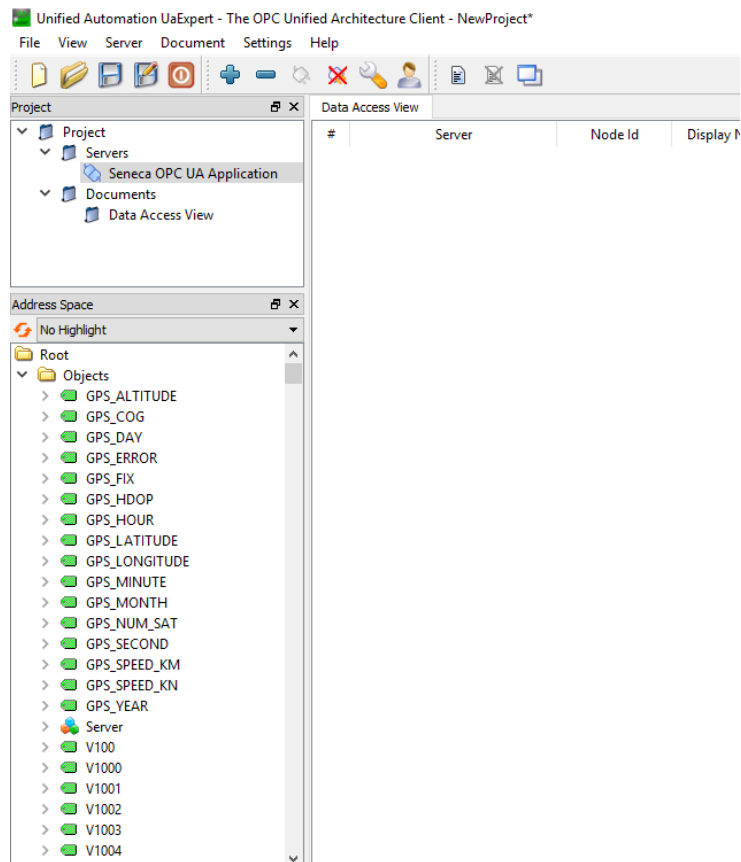 Unified Automation UaExpert - The OPC Unified Architecture Client - NewProject*
File View Server Document Settings Help
Project
Project
Servers
Seneca OPC UA Application
Documents
Data Access View
Address Space
No Highlight
Root
Objects
GPS_ALTITUDE
GPS_COG
GPS_DAY
GPS_ERROR
GPS_FIX
GPS_HDOP
GPS_HOUR
GPS_LATITUDE
GPS_LONGITUDE
GPS_MINUTE
GPS_MONTH
GPS_NUM_SAT
GPS_SECOND
GPS_SPEED_KM
GPS_SPEED_KN
GPS_YEAR
Server
V100
V1000
V1001
V1002
V1003
V1004
Data Access View
# Server Node Id Display N